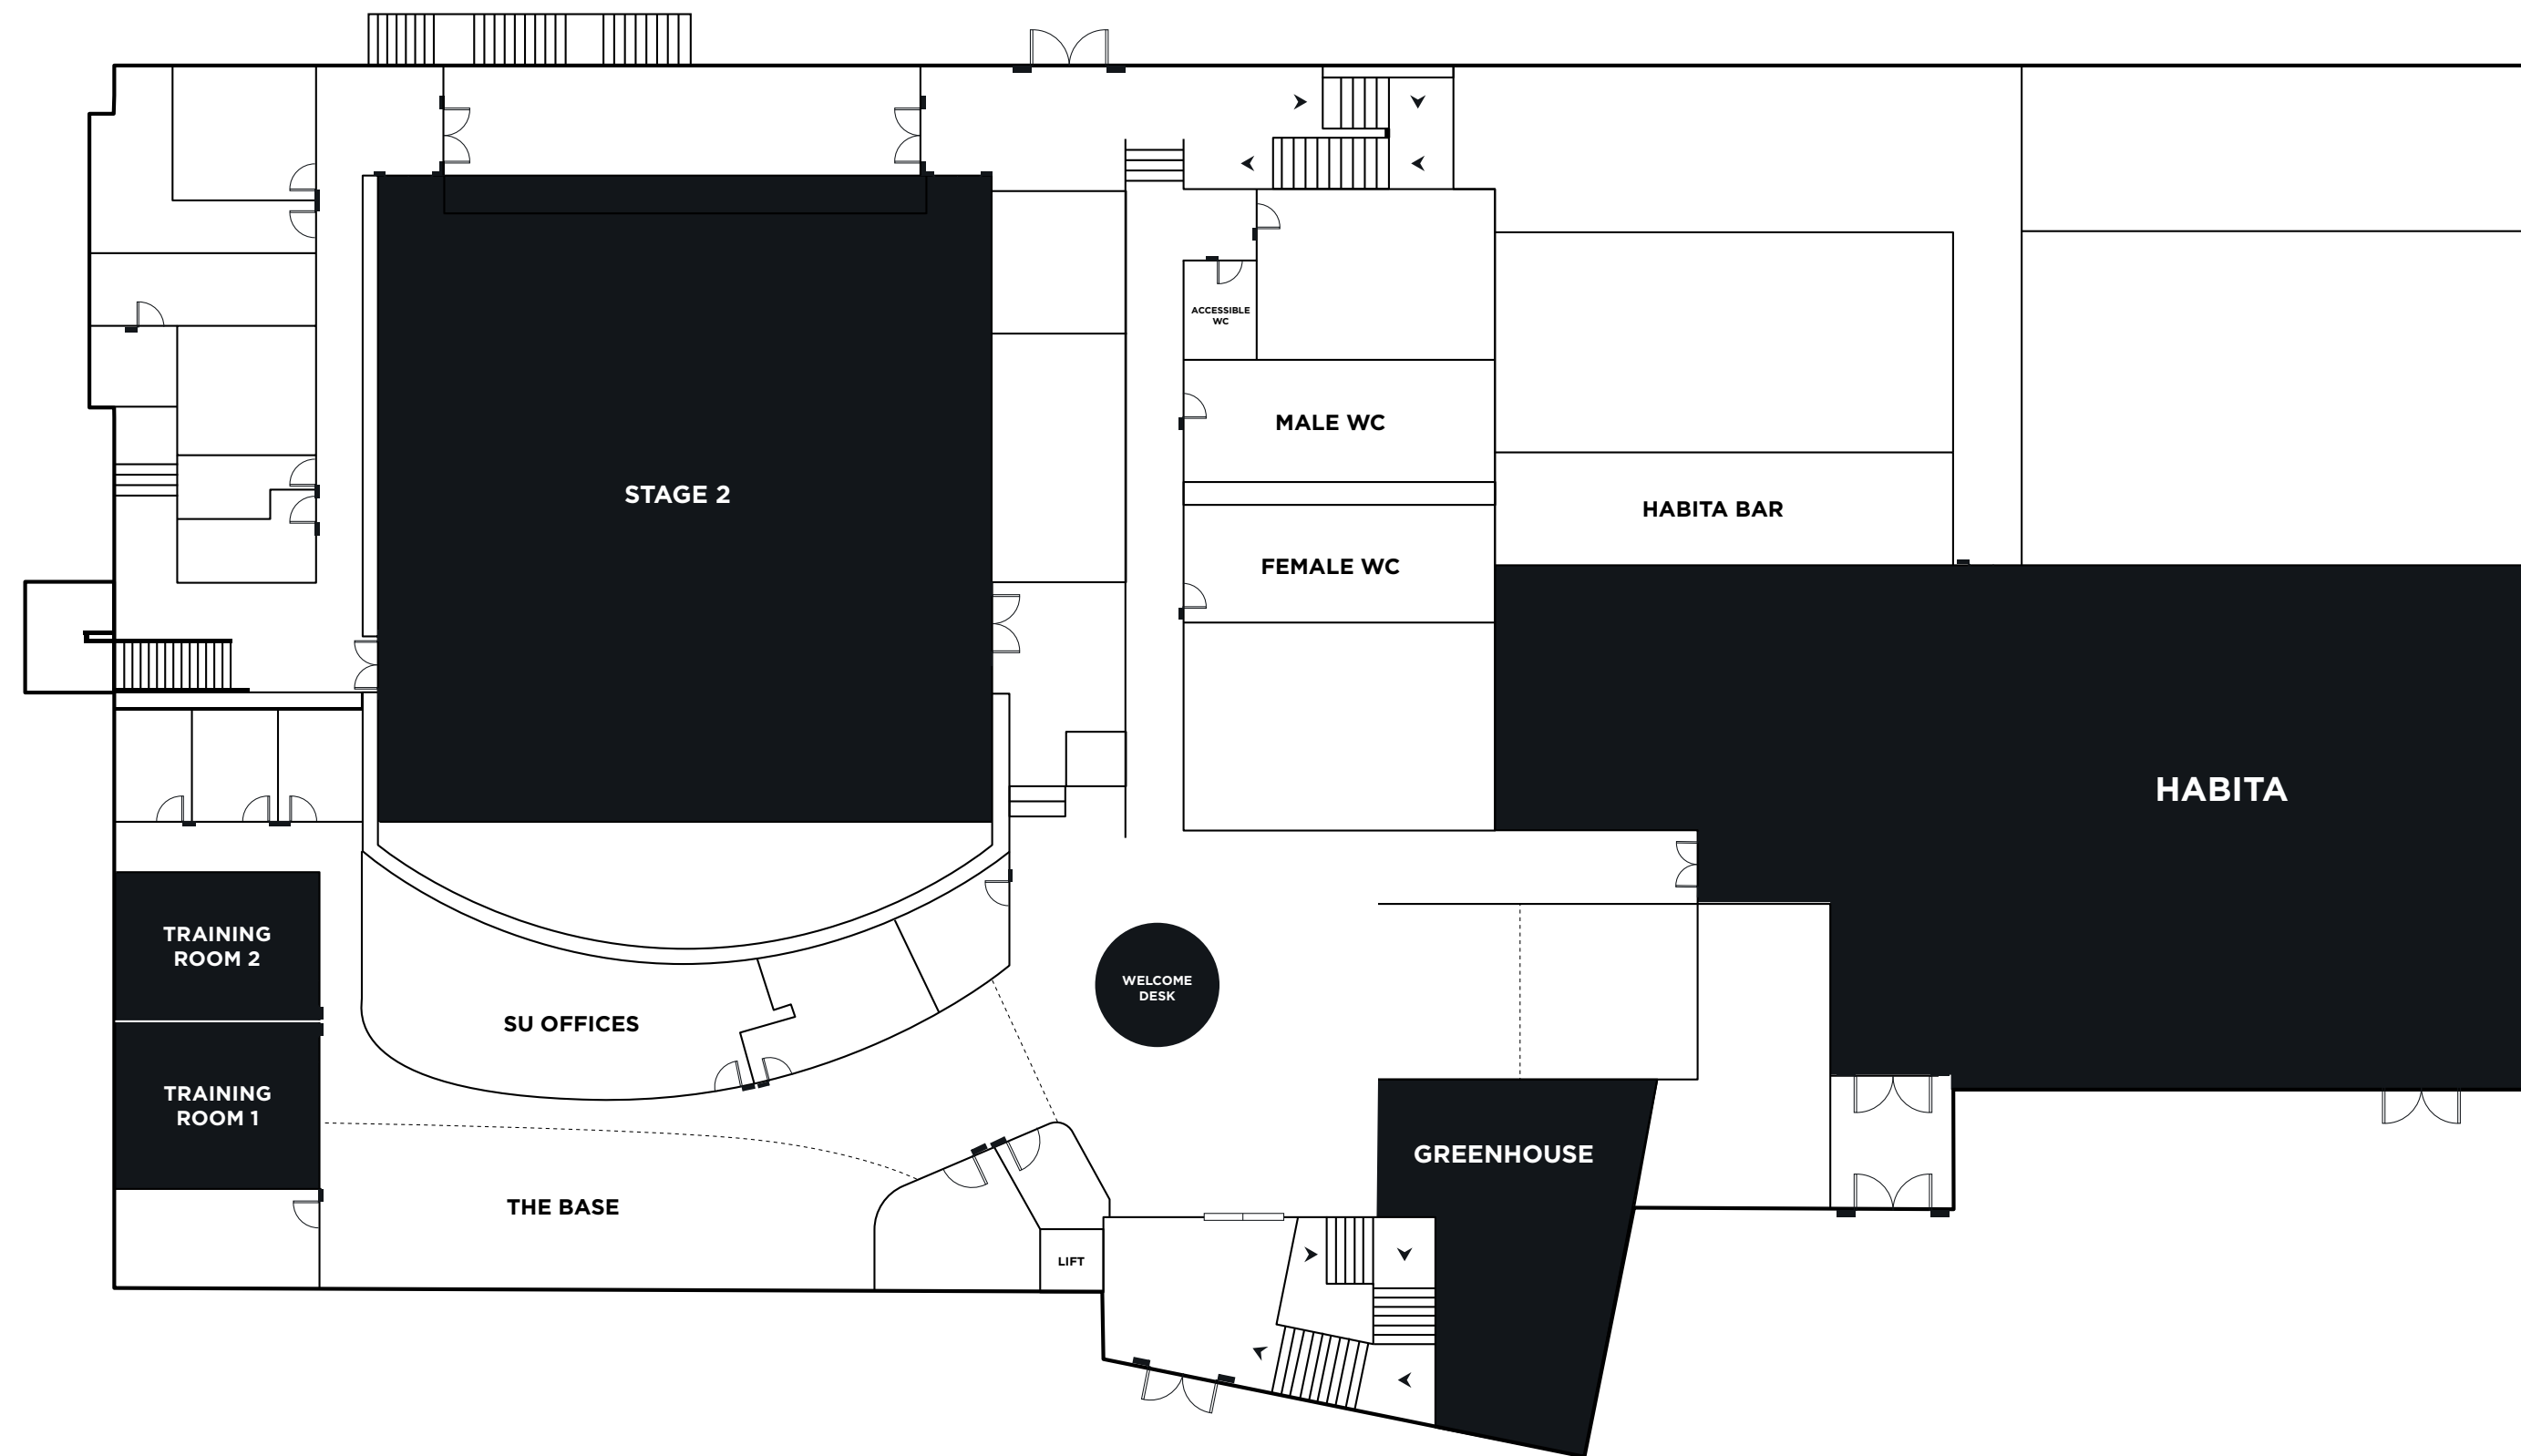 ACCESSIBLE
WC
MALE WC
STAGE 2
HABITA BAR
FEMALE WC
HABITA
TRAINING
ROOM 2
WELCOME
DESK
SU OFFICES
TRAINING
ROOM 1
GREENHOUSE
THE BASE
LIFT